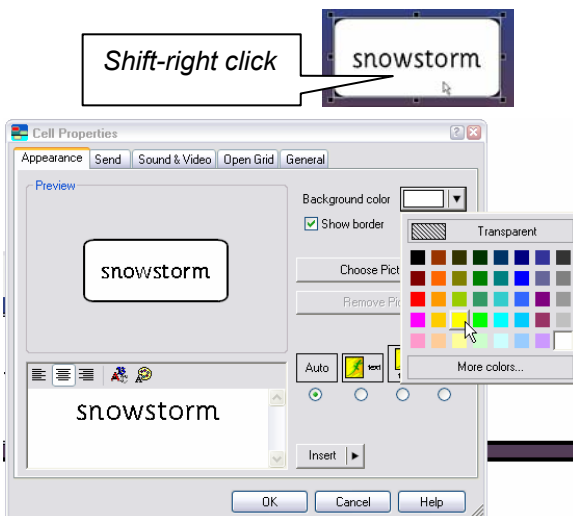 Shift-right click
snowstorm
Cell Properties
Appearance Send Sound & Video Open Grid General
Preview
Background color
Show border
Transparent
snowstorm
Choose Pict
Remove Pic
More colors...
Auto text
snowstorm
Insert
OK Cancel Help